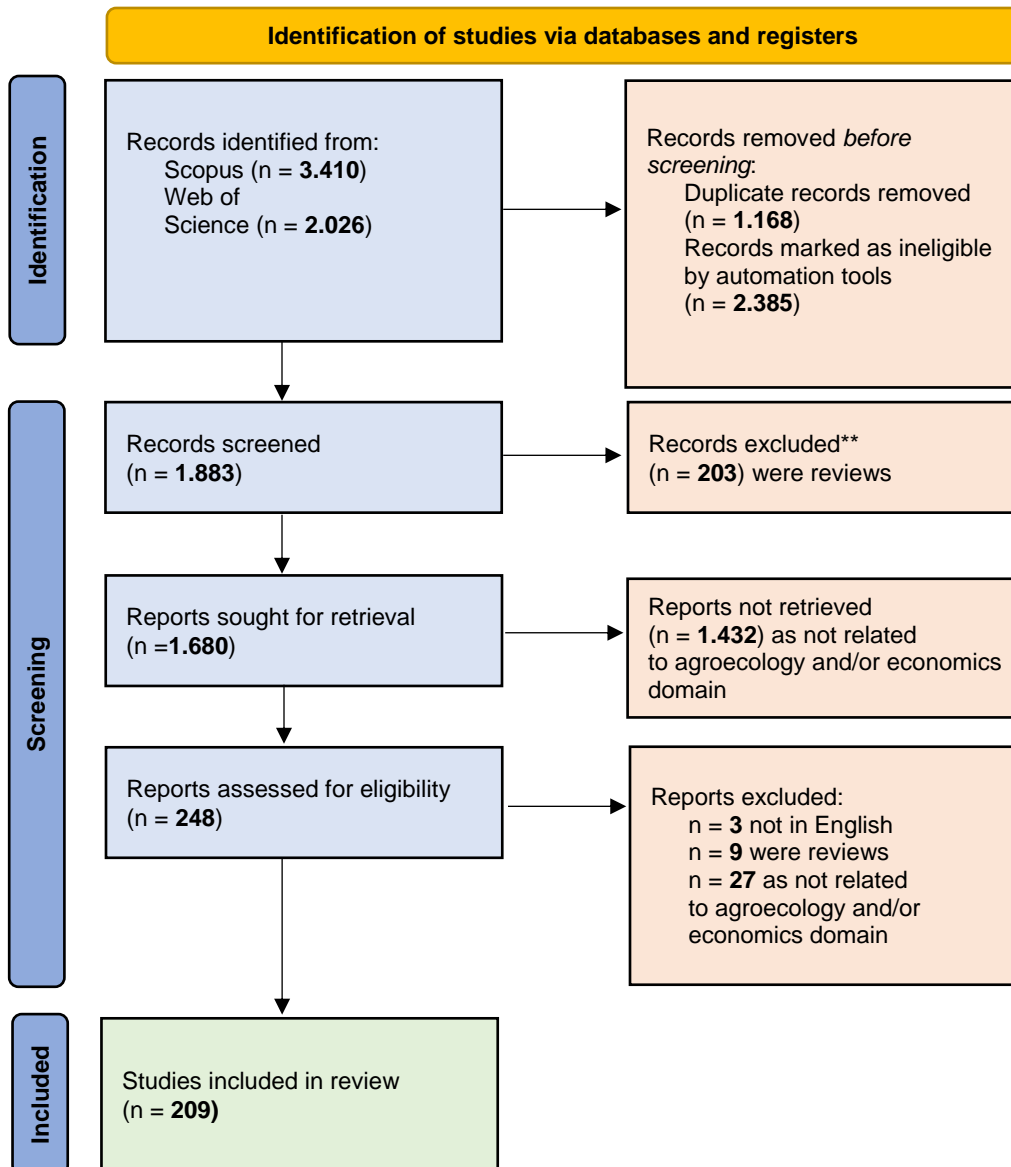 Identification of studies via databases and registers
Identification
Records identified from:
Scopus (n = 3.410)
Web of
Science (n = 2.026)
Records removed before
screening:
Duplicate records removed
(n = 1.168)
Records marked as ineligible
by automation tools
(n = 2.385)
Screening
Records screened
(n = 1.883)
Records excluded**
(n = 203) were reviews
Reports sought for retrieval
(n =1.680)
Reports not retrieved
(n = 1.432) as not related
to agroecology and/or economics
domain
Reports assessed for eligibility
(n = 248)
Reports excluded:
n = 3 not in English
n = 9 were reviews
n = 27 as not related
to agroecology and/or
economics domain
Included
Studies included in review
(n = 209)